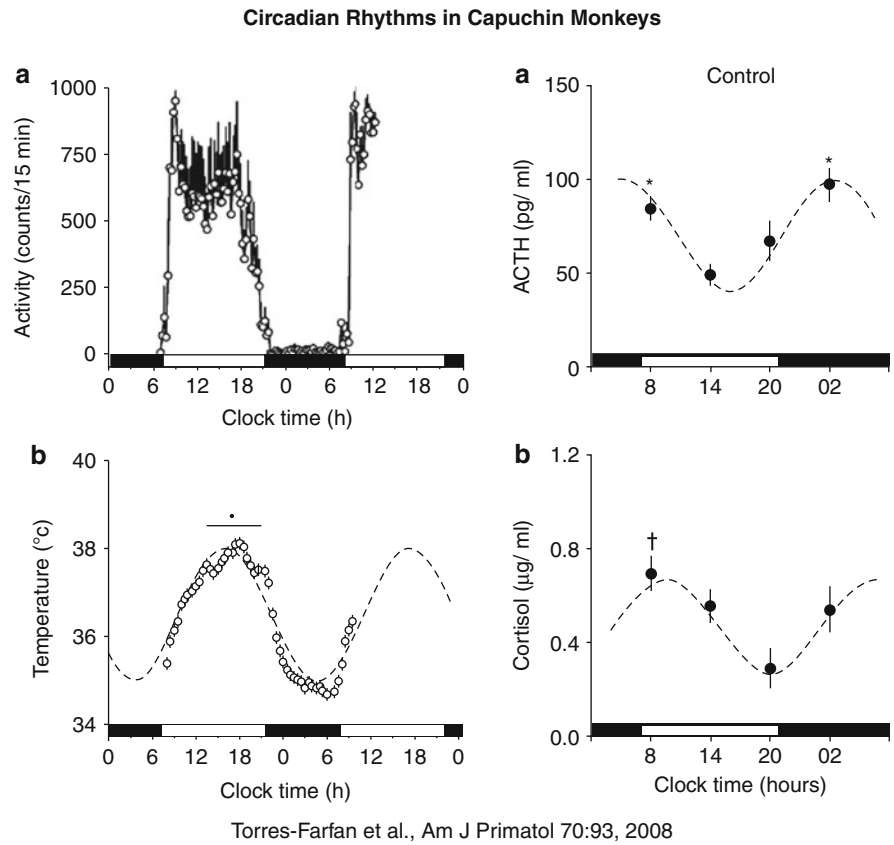 Circadian Rhythms in Capuchin Monkeys
a
1000
750
500
250
0
Activity (counts/15 min)
0 6 12 18 0 6 12 0
Clock time (h)
a
Control
150
100
50
0
ACTH (pg/ ml)
* *
8 14 20 02
b
40
38
36
34
Temperature (°c)
0 6 12 18 0 6 12 18 0
Clock time (h)
b
1.2
0.8
0.4
0.0
Cortisol (µg/ ml)
†
8 14 20 02
Clock time (hours)
Torres-Farfan et al., Am J Primatol 70:93, 2008